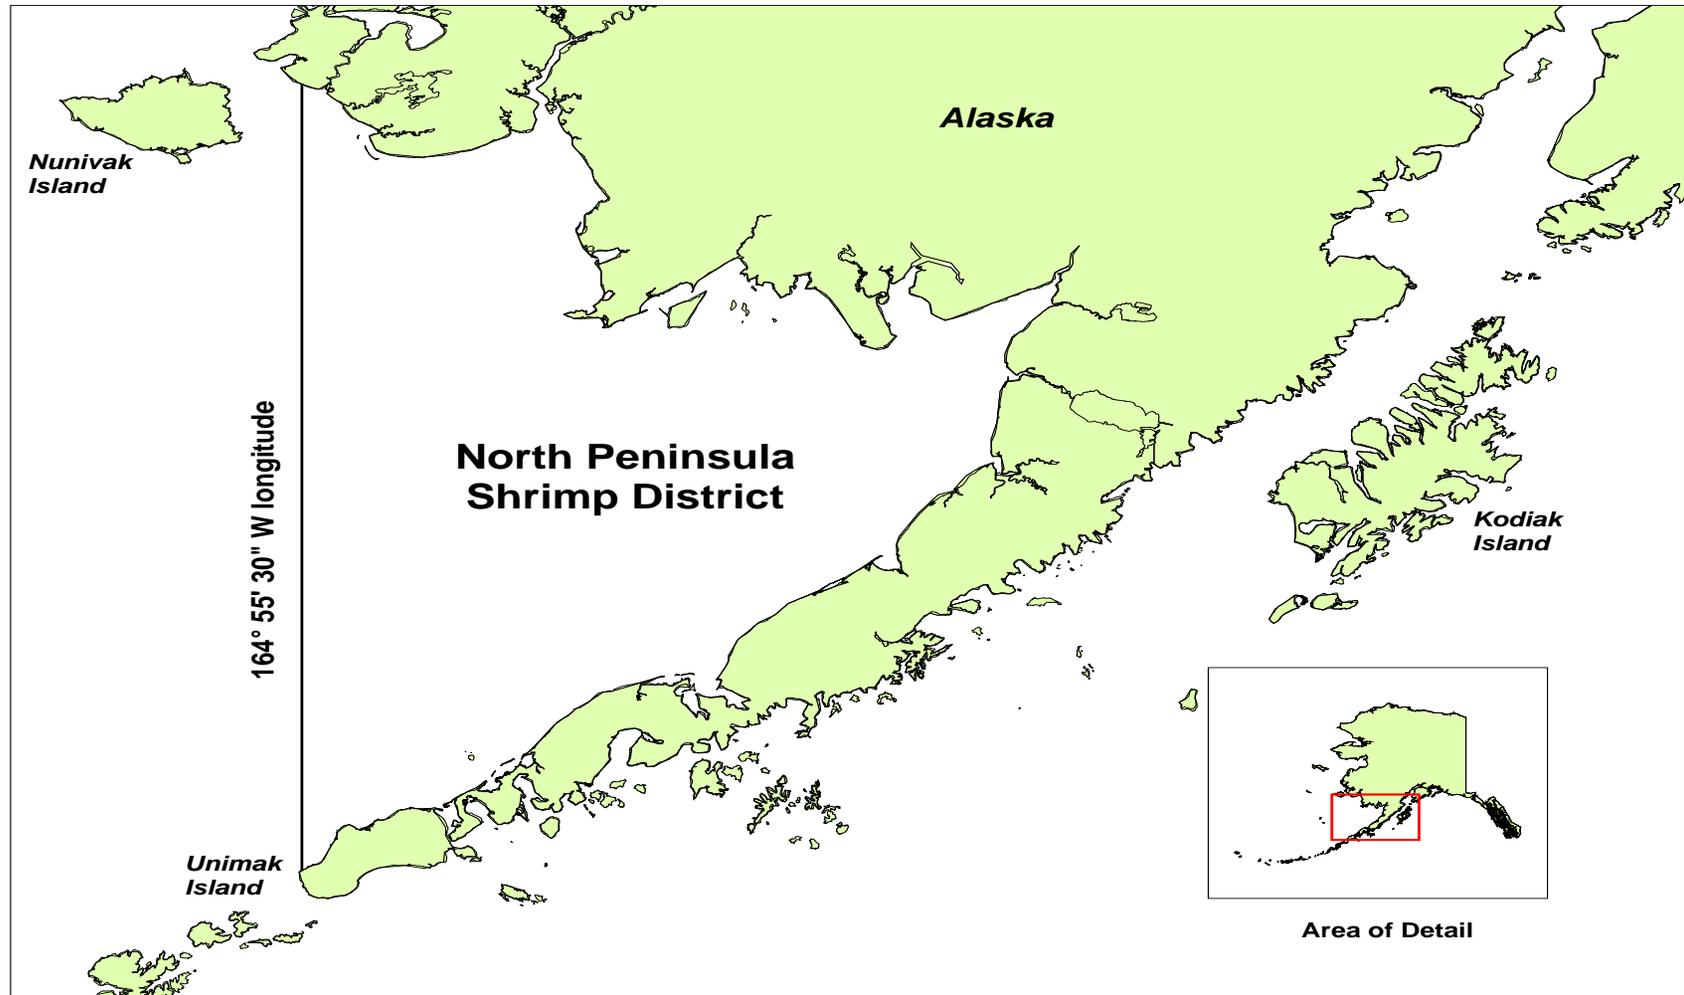 Alaska
Nunivak
Island
164° 55' 30" W longitude
North Peninsula
Shrimp District
Kodiak
Island
Unimak
Island
Area of Detail